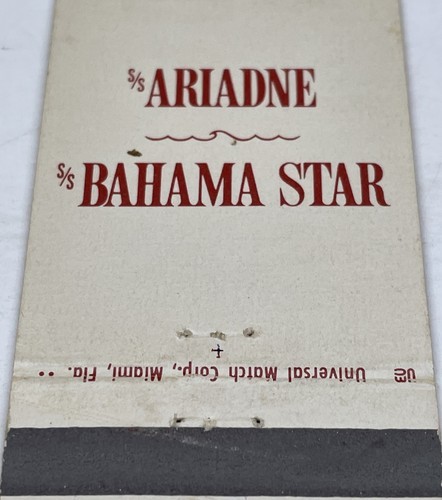 S/S ARIADNE
S/S BAHAMA STAR
UM Universal Match Corp., Miami, Fla.